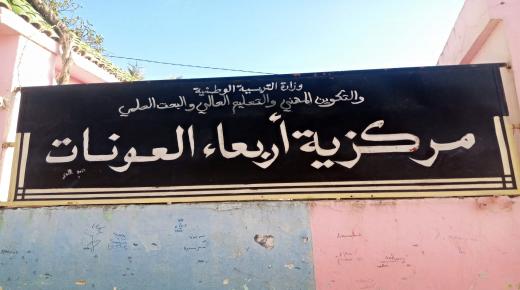 وزارة التربية الوطنية
والتكوين المهني والتعليم العالي والبحث العلمي
مركزية أربعاء العونات